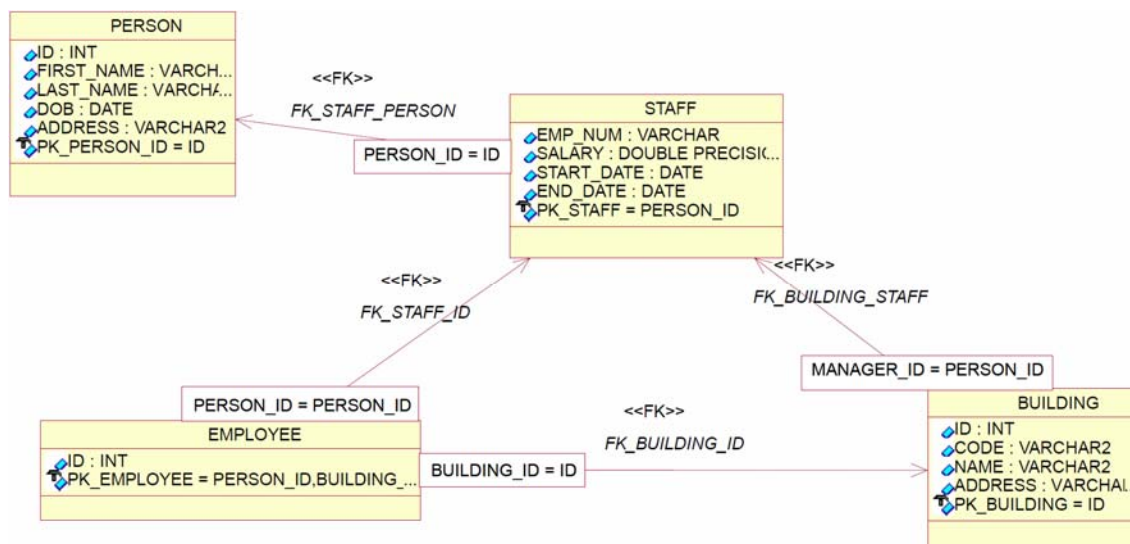 PERSON
ID : INT
FIRST_NAME : VARCH...
LAST_NAME : VARCHA...
DOB : DATE
ADDRESS : VARCHAR2
PK_PERSON_ID = ID
<<FK>>
FK_STAFF_PERSON
PERSON_ID = ID
STAFF
EMP_NUM : VARCHAR
SALARY : DOUBLE PRECISIO...
START_DATE : DATE
END_DATE : DATE
PK_STAFF = PERSON_ID
<<FK>>
FK_STAFF_ID
<<FK>>
FK_BUILDING_STAFF
PERSON_ID = PERSON_ID
EMPLOYEE
ID : INT
PK_EMPLOYEE = PERSON_ID,BUILDING_...
<<FK>>
FK_BUILDING_ID
BUILDING_ID = ID
MANAGER_ID = PERSON_ID
BUILDING
ID : INT
CODE : VARCHAR2
NAME : VARCHAR2
ADDRESS : VARCHAI...
PK_BUILDING = ID